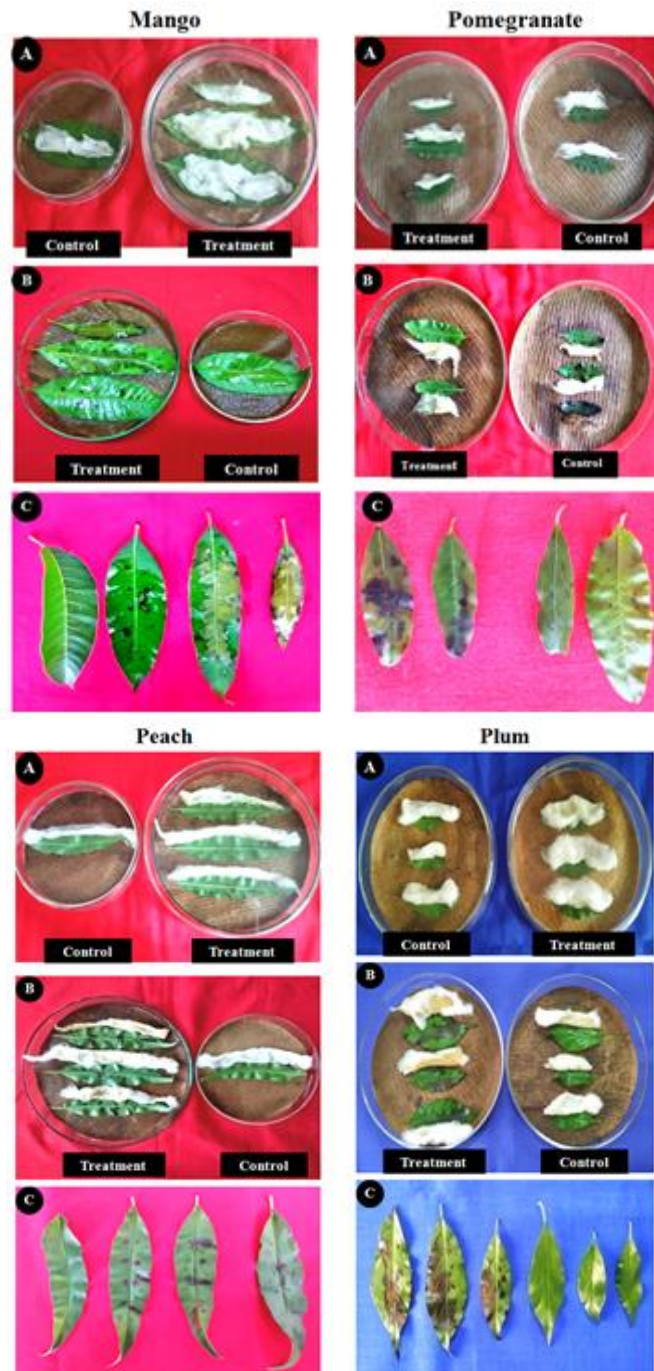 Mango
A
Control
Treatment
B
Treatment
Control
C
Pomegranate
A
Treatment
Control
B
Treatment
Control
C
Peach
A
Control
Treatment
B
Treatment
Control
C
Plum
A
Control
Treatment
B
Treatment
Control
C